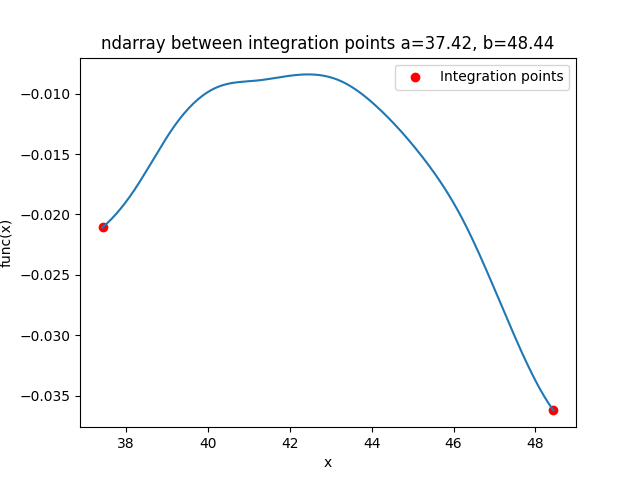 ndarray between integration points a=37.42, b=48.44
Integration points
−0.010
−0.015
−0.020
−0.025
−0.030
−0.035
func(x)
38 40 42 44 46 48
x